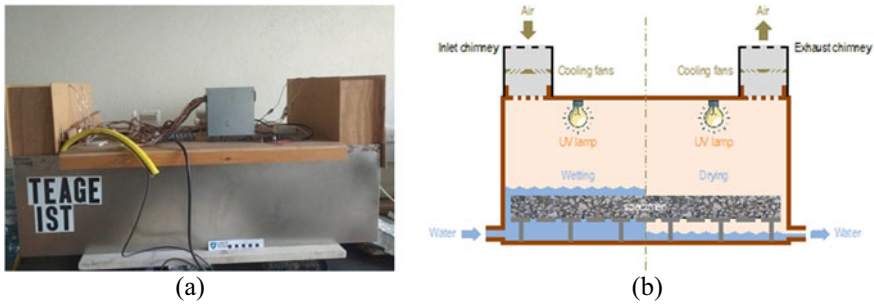 TEAGE
IST
(a)
Air
Air
Inlet chimney
Exhaust chimney
Cooling fans
Cooling fans
UV lamp
UV lamp
Wetting
Drying
Water
Water
(b)